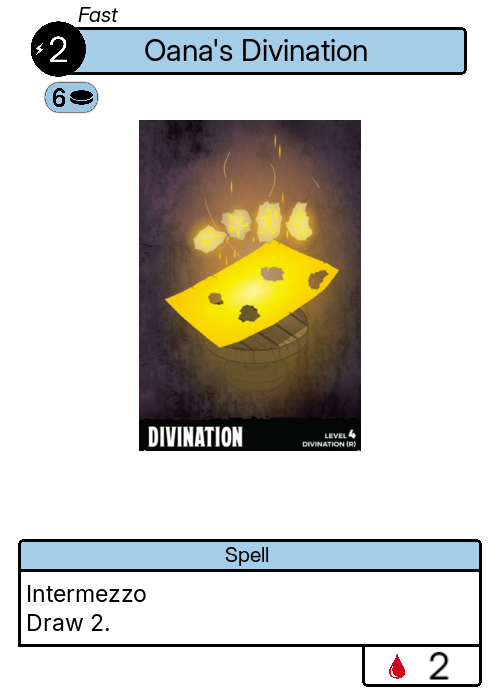 Fast
2
Oana's Divination
6
DIVINATION
LEVEL 4
DIVINATION (R)
Spell
Intermezzo
Draw 2.
2